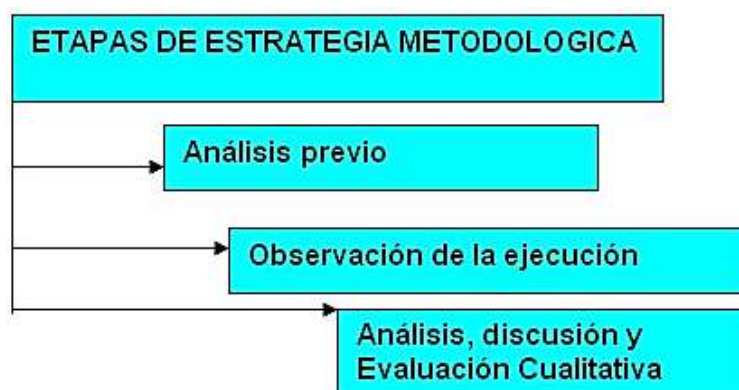 ETAPAS DE ESTRATEGIA METODOLOGICA
Análisis previo
Observación de la ejecución
Análisis, discusión y
Evaluación Cualitativa